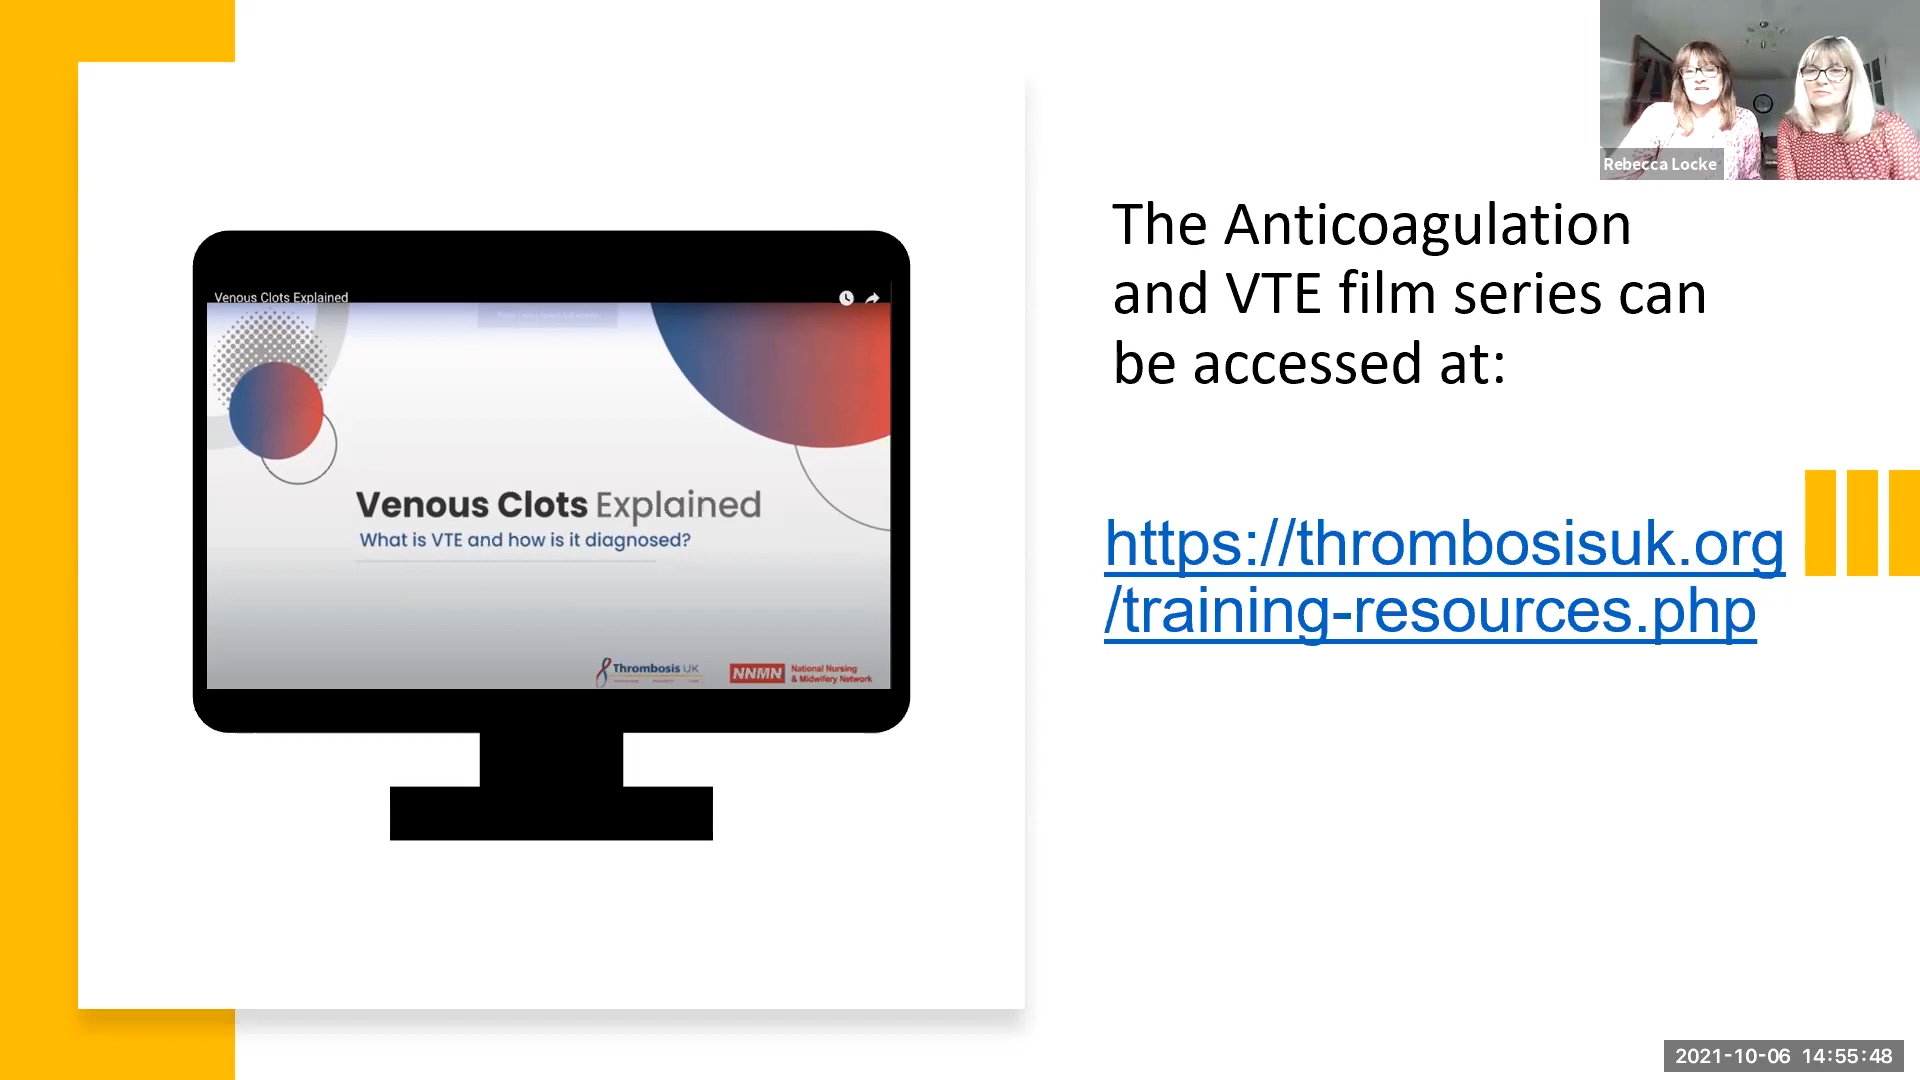 Rebecca Locke
The Anticoagulation
and VTE film series can
be accessed at:
https://thrombosisuk.org
/training-resources.php
Venous Clots Explained
Venous Clots Explained
What is VTE and how is it diagnosed?
Thrombosis UK
NNMN National Nursing
& Midwifery Network
2021-10-06 14:55:48